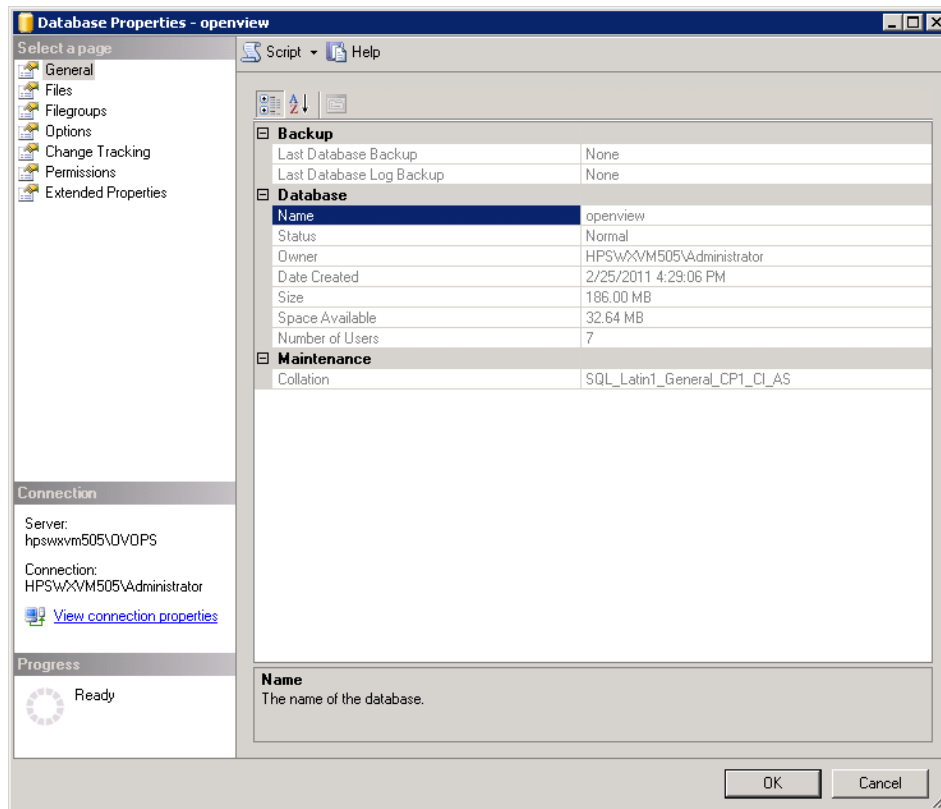 Database Properties - openview
Select a page
General
Files
Filegroups
Options
Change Tracking
Permissions
Extended Properties
Connection
Server:
hpswxvm505\OVOPS
Connection:
HPSWXVM505\Administrator
View connection properties
Progress
Ready
Script Help
Backup
Last Database Backup None
Last Database Log Backup None
Database
Name openview
Status Normal
Owner HPSWXVM505\Administrator
Date Created 2/25/2011 4:29:06 PM
Size 186.00 MB
Space Available 32.64 MB
Number of Users 7
Maintenance
Collation SQL_Latin1_General_CP1_CI_AS
Name
The name of the database.
OK Cancel